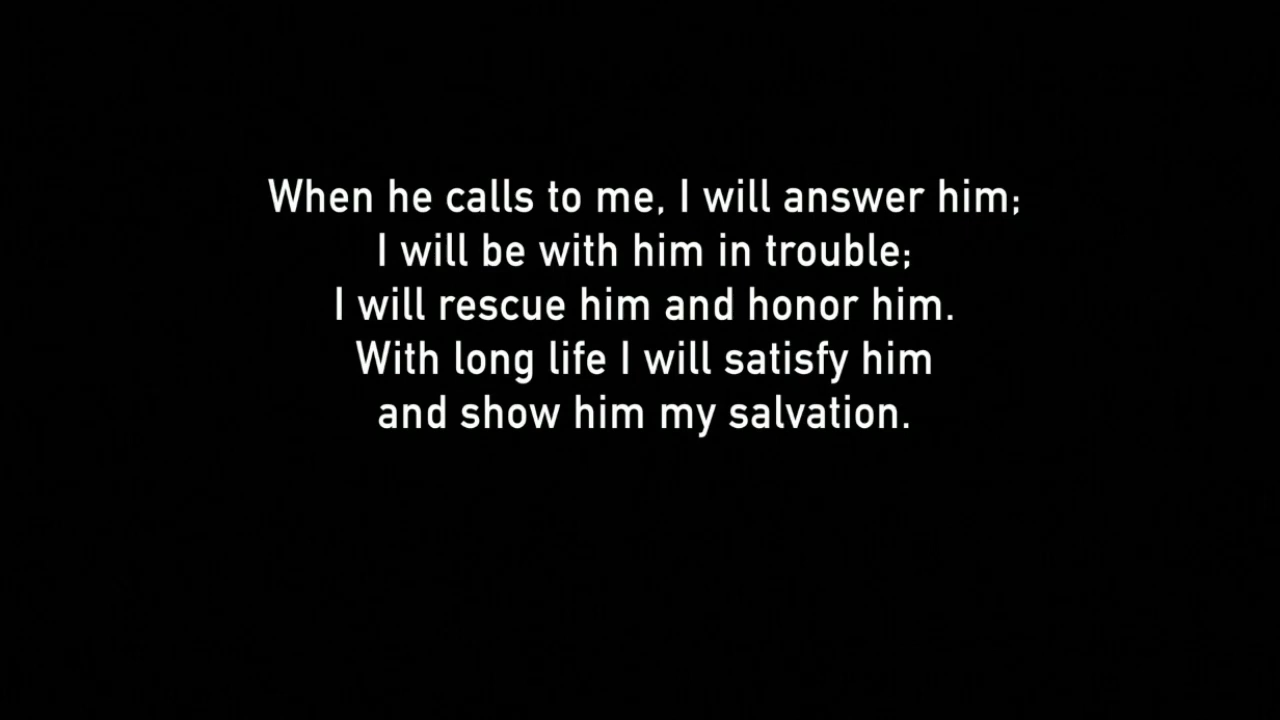 When he calls to me, I will answer him;
I will be with him in trouble;
I will rescue him and honor him.
With long life I will satisfy him
and show him my salvation.